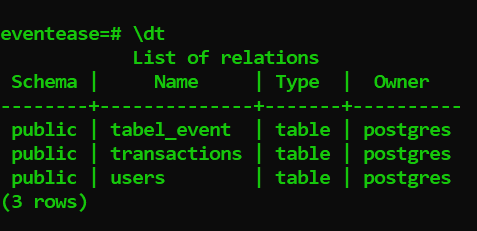 eventease=# \dt
List of relations
Schema | Name | Type | Owner
--------+--------------+-------+----------
public | tabel_event | table | postgres
public | transactions | table | postgres
public | users | table | postgres
(3 rows)